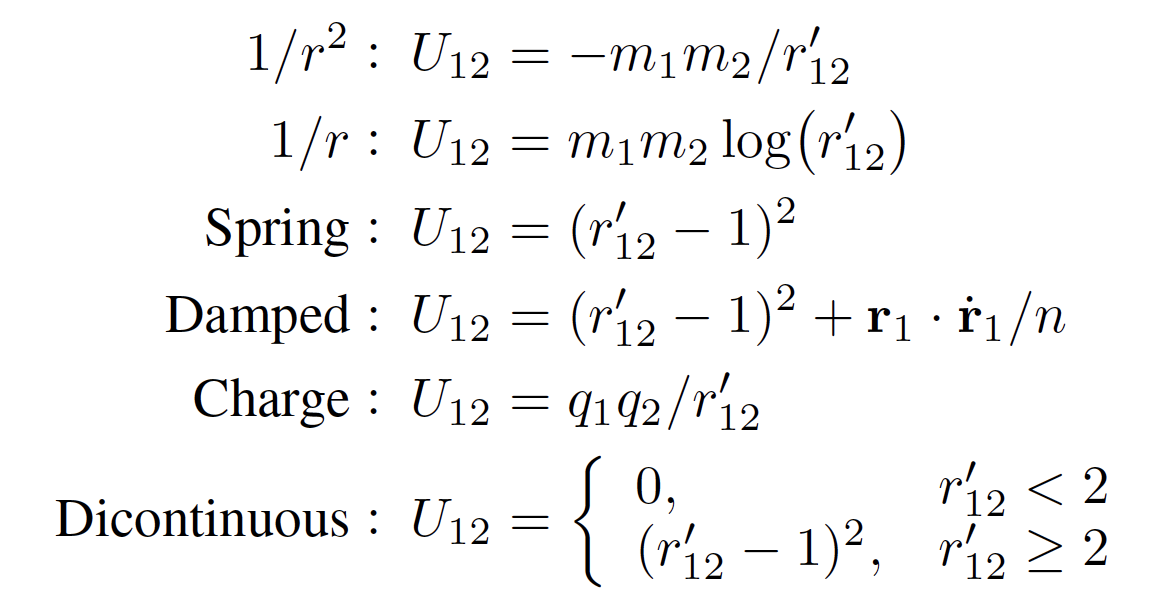 1/r² : U₁₂ = −m₁m₂/r′₁₂
1/r : U₁₂ = m₁m₂ log(r′₁₂)
Spring : U₁₂ = (r′₁₂ − 1)²
Damped : U₁₂ = (r′₁₂ − 1)² + 𝐫₁ · 𝐫̇₁/n
Charge : U₁₂ = q₁q₂/r′₁₂
Dicontinuous : U₁₂ = { 0, r′₁₂ < 2
(r′₁₂ − 1)², r′₁₂ ≥ 2